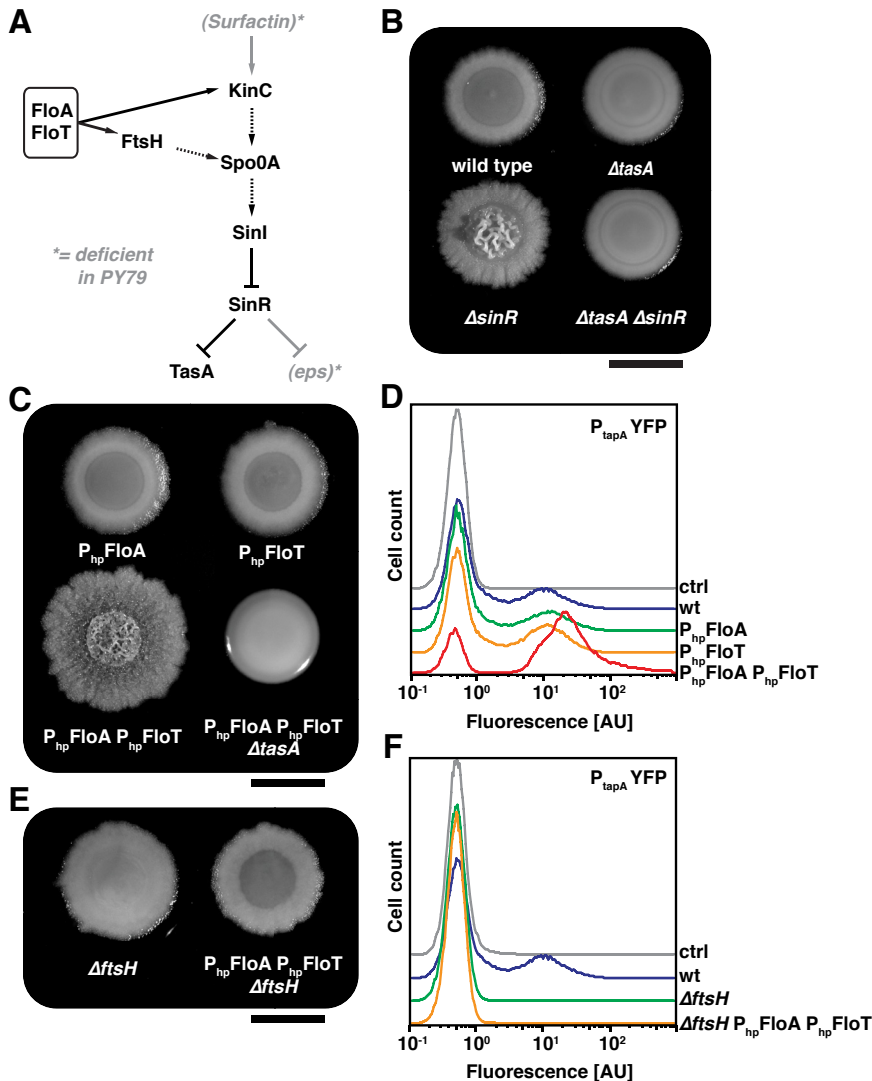 A
(Surfactin)*
KinC
FloA
FloT
FtsH
Spo0A
SinI
*= deficient
in PY79
SinR
TasA
(eps)*
B
wild type
ΔtasA
ΔsinR
ΔtasA ΔsinR
C
PhpFloA
PhpFloT
PhpFloA PhpFloT
PhpFloA PhpFloT
ΔtasA
D
PtapA YFP
Cell count
ctrl
wt
PhpFloA
PhpFloT
PhpFloA PhpFloT
10-1
100
101
102
Fluorescence [AU]
E
ΔftsH
PhpFloA PhpFloT
ΔftsH
F
PtapA YFP
Cell count
ctrl
wt
ΔftsH
ΔftsH PhpFloA PhpFloT
10-1
100
101
102
Fluorescence [AU]